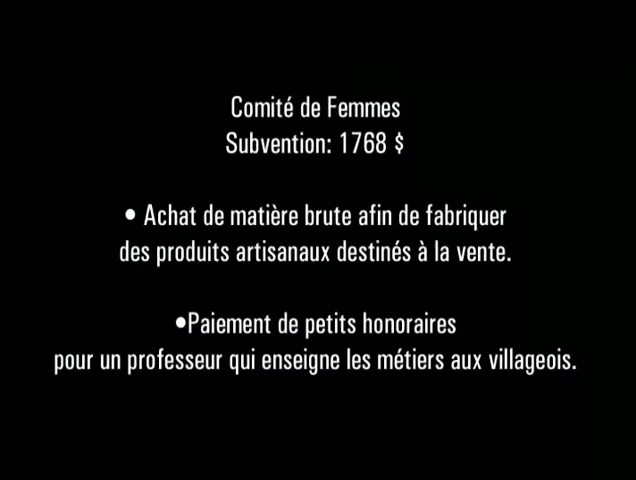 Comité de Femmes
Subvention: 1768 $
• Achat de matière brute afin de fabriquer
des produits artisanaux destinés à la vente.
•Paiement de petits honoraires
pour un professeur qui enseigne les métiers aux villageois.